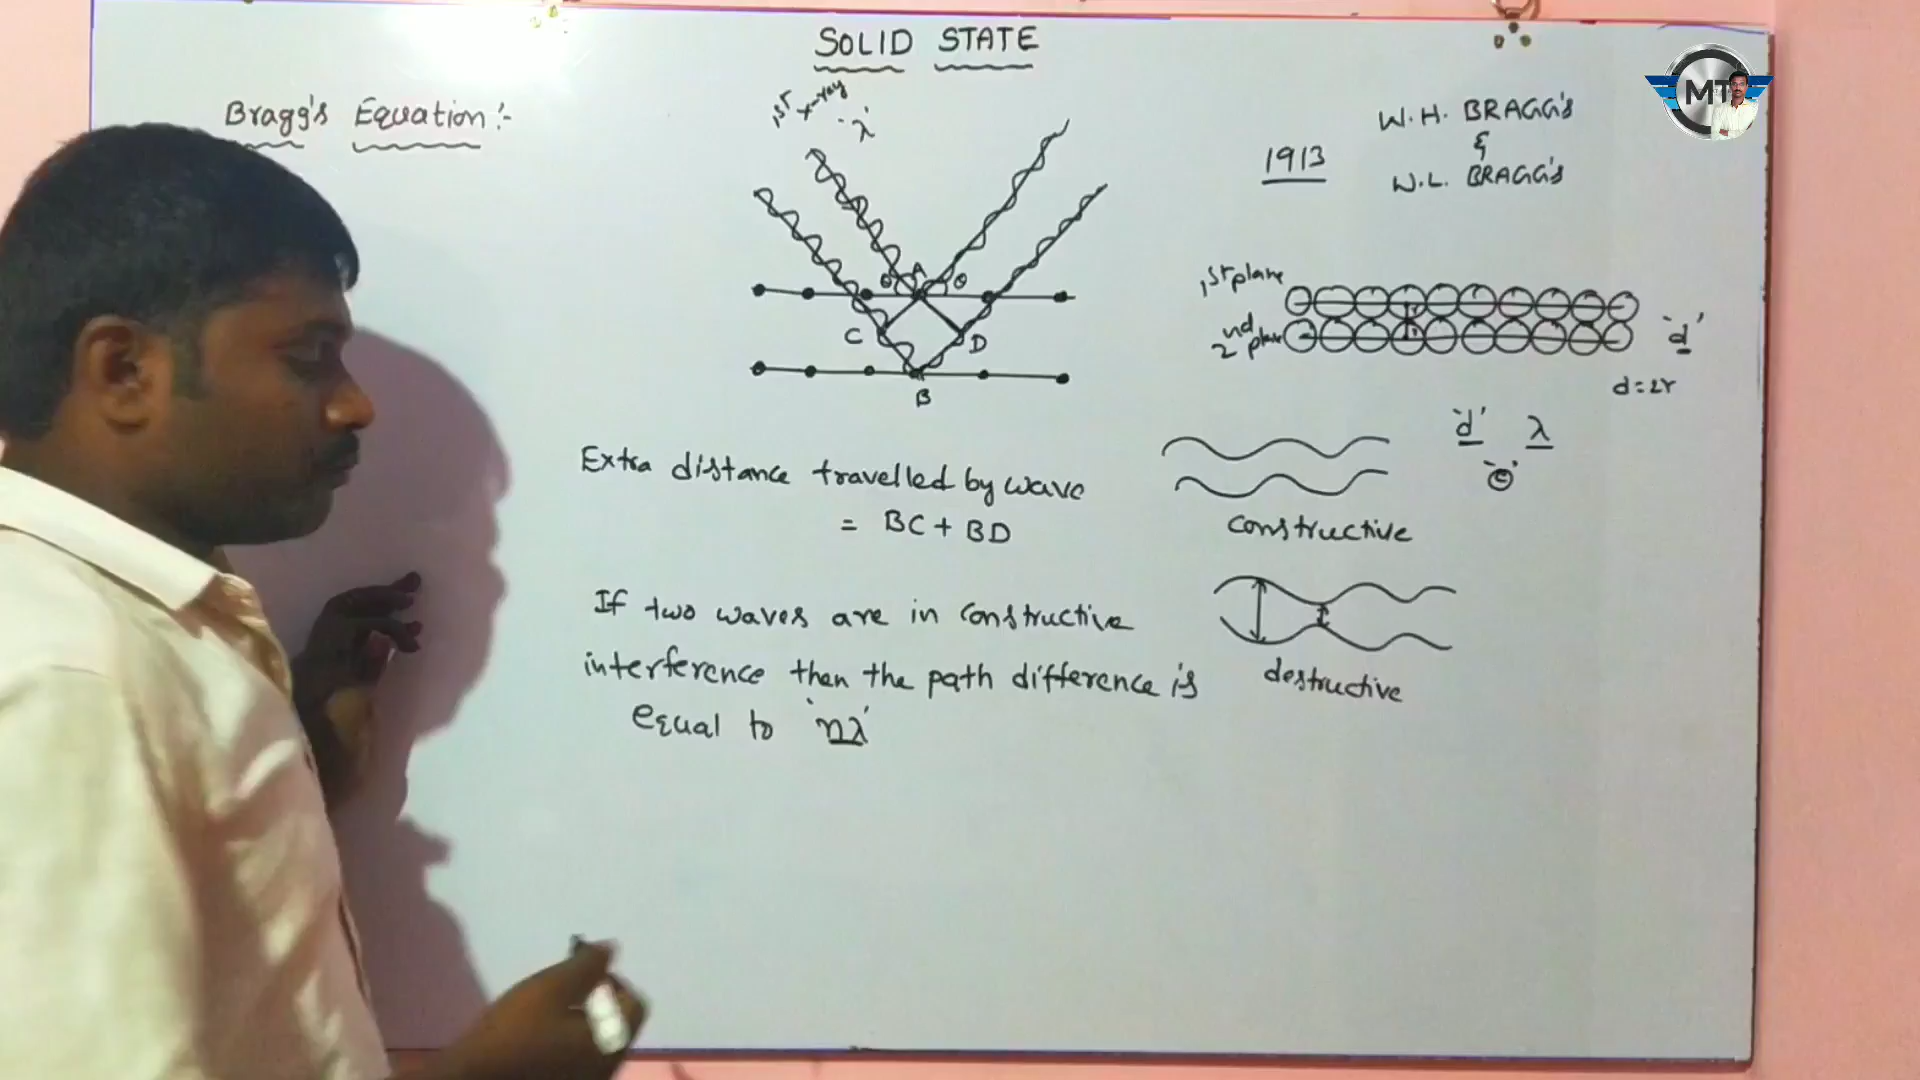 SOLID STATE
Bragg's Equation :-
1st x-ray
'λ'
1913
W.H. BRAGG's
&
W.L. BRAGG's
MT
θ A θ
C D
B
1st plane
2nd plane
'd'
d=2r
'd' λ
'θ'
Extra distance travelled by wave
= BC + BD
constructive
If two waves are in constructive
interference then the path difference is
equal to 'nλ'
destructive